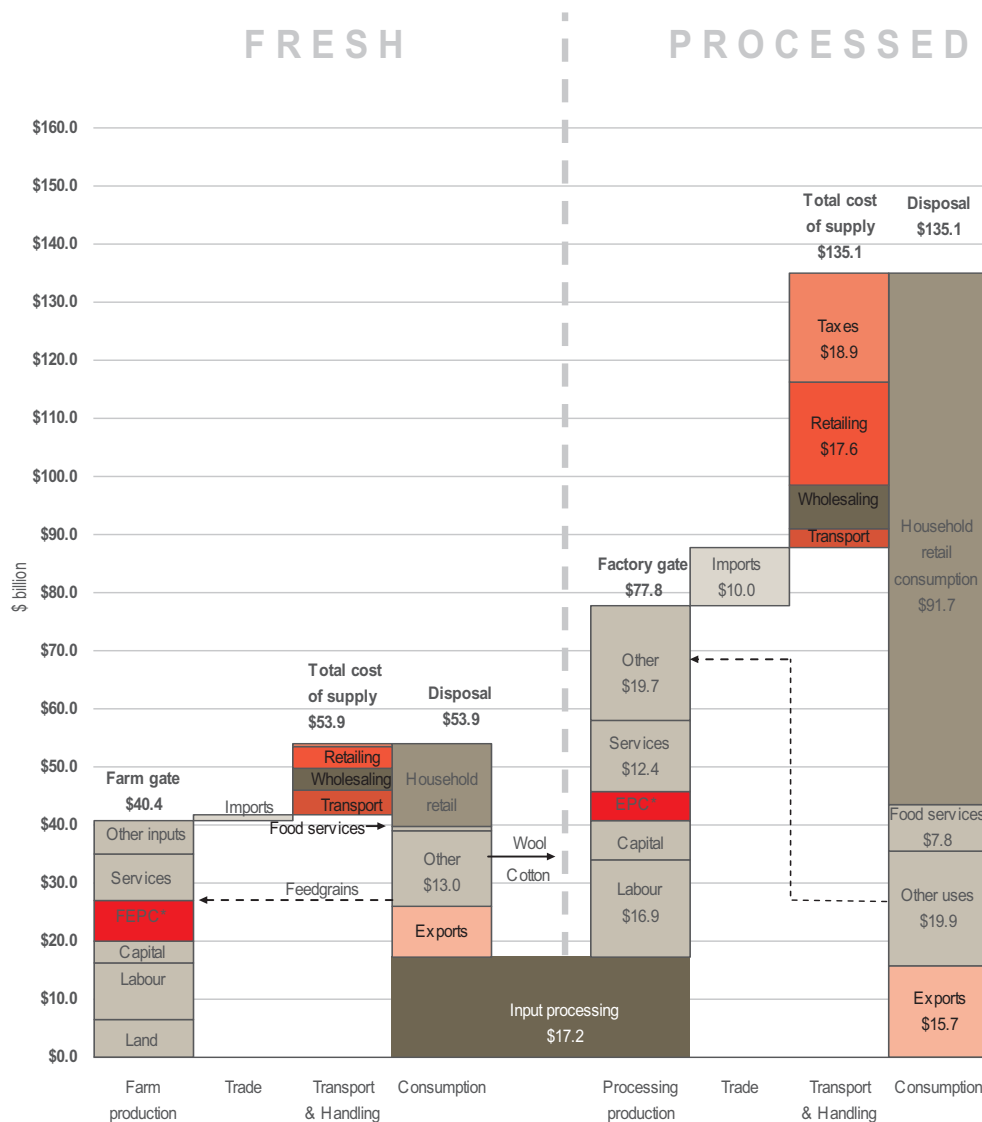 FRESH
PROCESSED
$160.0
$150.0
$140.0
$130.0
$120.0
$110.0
$100.0
$90.0
$80.0
$70.0
$60.0
$50.0
$40.0
$30.0
$20.0
$10.0
$0.0
$ billion
Farm gate
$40.4
Other inputs
Services
FEPC*
Capital
Labour
Land
Imports
Total cost
of supply
$53.9
Retailing
Wholesaling
Transport
Food services
Feedgrains
Disposal
$53.9
Household
retail
Other
$13.0
Exports
Wool
Cotton
Input processing
$17.2
Factory gate
$77.8
Other
$19.7
Services
$12.4
EPC*
Capital
Labour
$16.9
Imports
$10.0
Total cost
of supply
$135.1
Taxes
$18.9
Retailing
$17.6
Wholesaling
Transport
Disposal
$135.1
Household
retail
consumption
$91.7
Food services
$7.8
Other uses
$19.9
Exports
$15.7
Farm
production
Trade
Transport
& Handling
Consumption
Processing
production
Trade
Transport
& Handling
Consumption